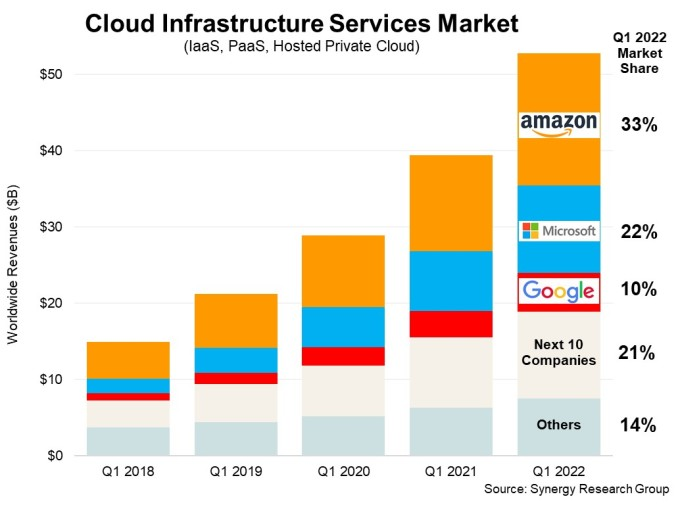 Cloud Infrastructure Services Market
(IaaS, PaaS, Hosted Private Cloud)
Q1 2022
Market
Share
Worldwide Revenues ($B)
$50
$40
$30
$20
$10
$0
amazon
33%
Microsoft
22%
Google
10%
Next 10
Companies
21%
Others
14%
Q1 2018
Q1 2019
Q1 2020
Q1 2021
Q1 2022
Source: Synergy Research Group